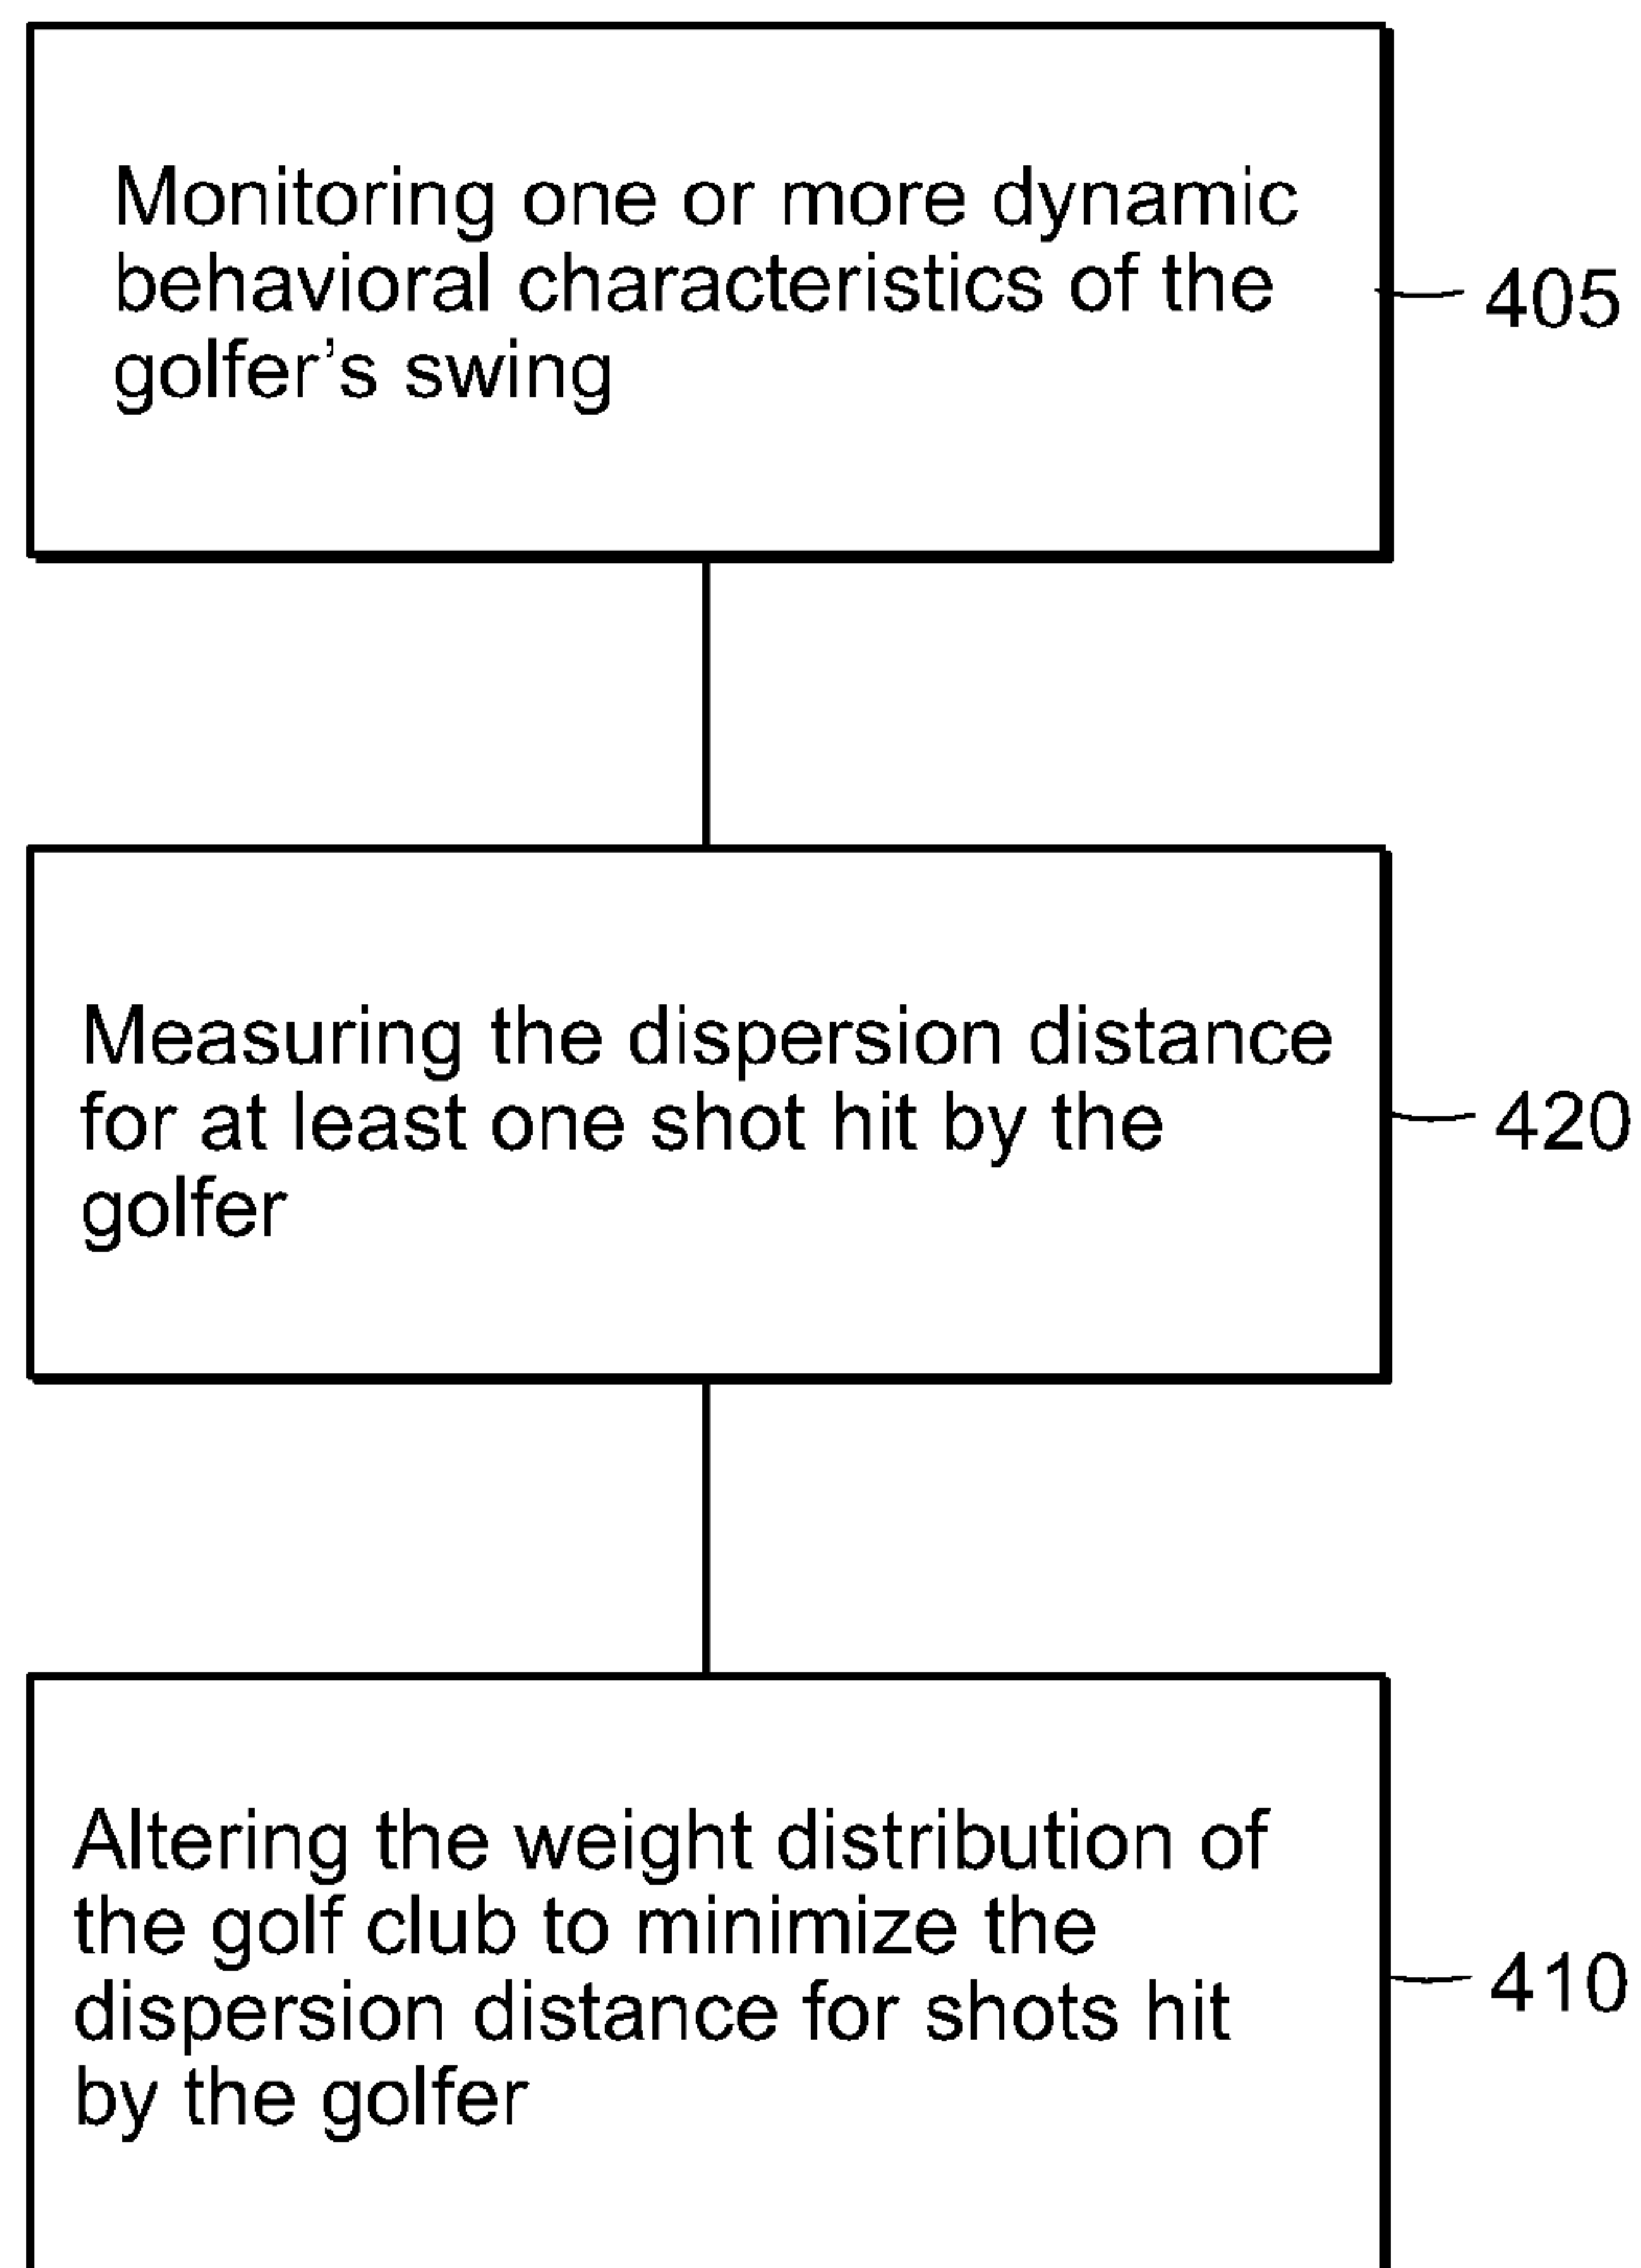 Monitoring one or more dynamic
behavioral characteristics of the
golfer's swing
405
Measuring the dispersion distance
for at least one shot hit by the
golfer
420
Altering the weight distribution of
the golf club to minimize the
dispersion distance for shots hit
by the golfer
410